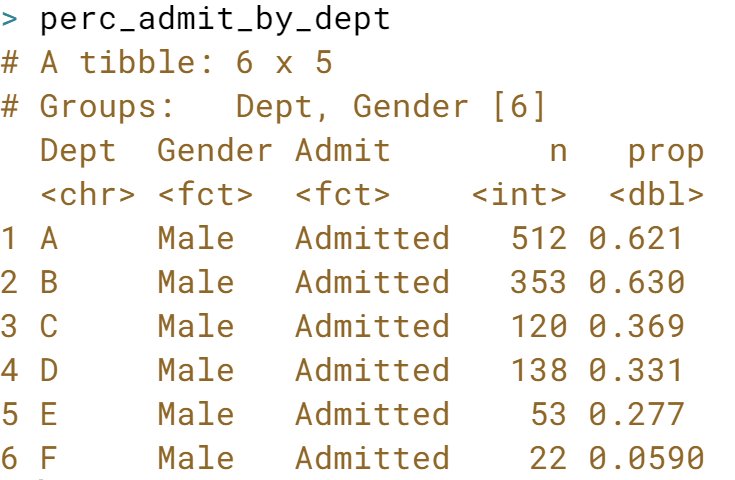 > perc_admit_by_dept
# A tibble: 6 x 5
# Groups:   Dept, Gender [6]
  Dept  Gender Admit        n   prop
  <chr> <fct>  <fct>    <int>  <dbl>
1 A     Male   Admitted   512 0.621
2 B     Male   Admitted   353 0.630
3 C     Male   Admitted   120 0.369
4 D     Male   Admitted   138 0.331
5 E     Male   Admitted    53 0.277
6 F     Male   Admitted    22 0.0590